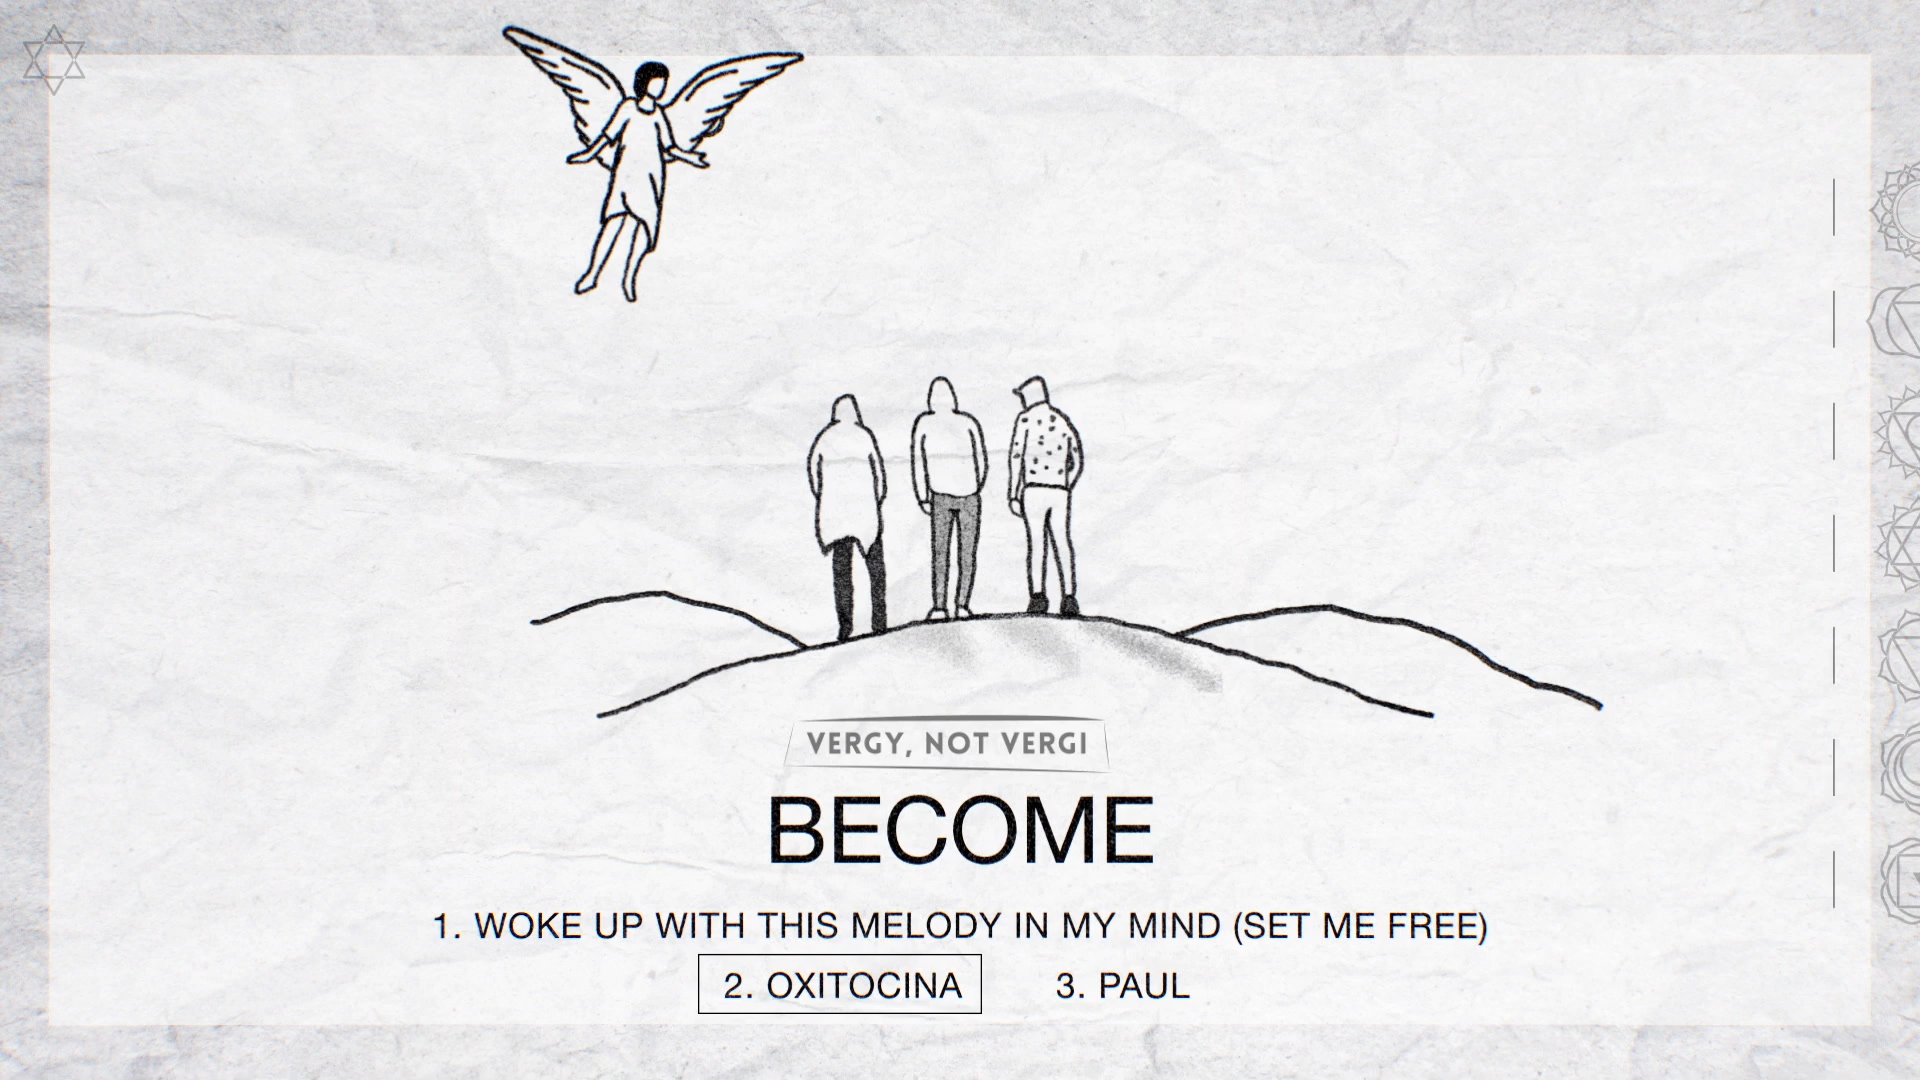 VERGY, NOT VERGI
BECOME
1. WOKE UP WITH THIS MELODY IN MY MIND (SET ME FREE)
2. OXITOCINA 3. PAUL